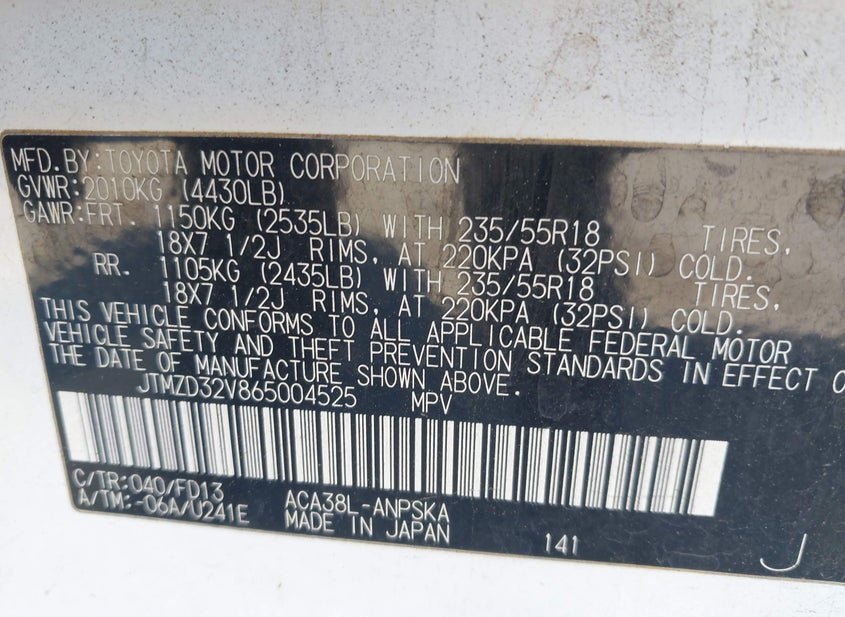 MFD.BY:TOYOTA MOTOR CORPORATION
GVWR:2010KG (4430LB)
GAWR:FRT. 1150KG (2535LB) WITH 235/55R18 TIRES,
18X7 1/2J RIMS, AT 220KPA (32PSI) COLD.
RR. 1105KG (2435LB) WITH 235/55R18 TIRES,
18X7 1/2J RIMS, AT 220KPA (32PSI) COLD.
THIS VEHICLE CONFORMS TO ALL APPLICABLE FEDERAL MOTOR
VEHICLE SAFETY AND THEFT PREVENTION STANDARDS IN EFFECT O
THE DATE OF MANUFACTURE SHOWN ABOVE.
JTMZD32V865004525 MPV
C/TR:040/FD13
A/TM:-06A/U241E
ACA38L-ANPSKA
MADE IN JAPAN
141
J